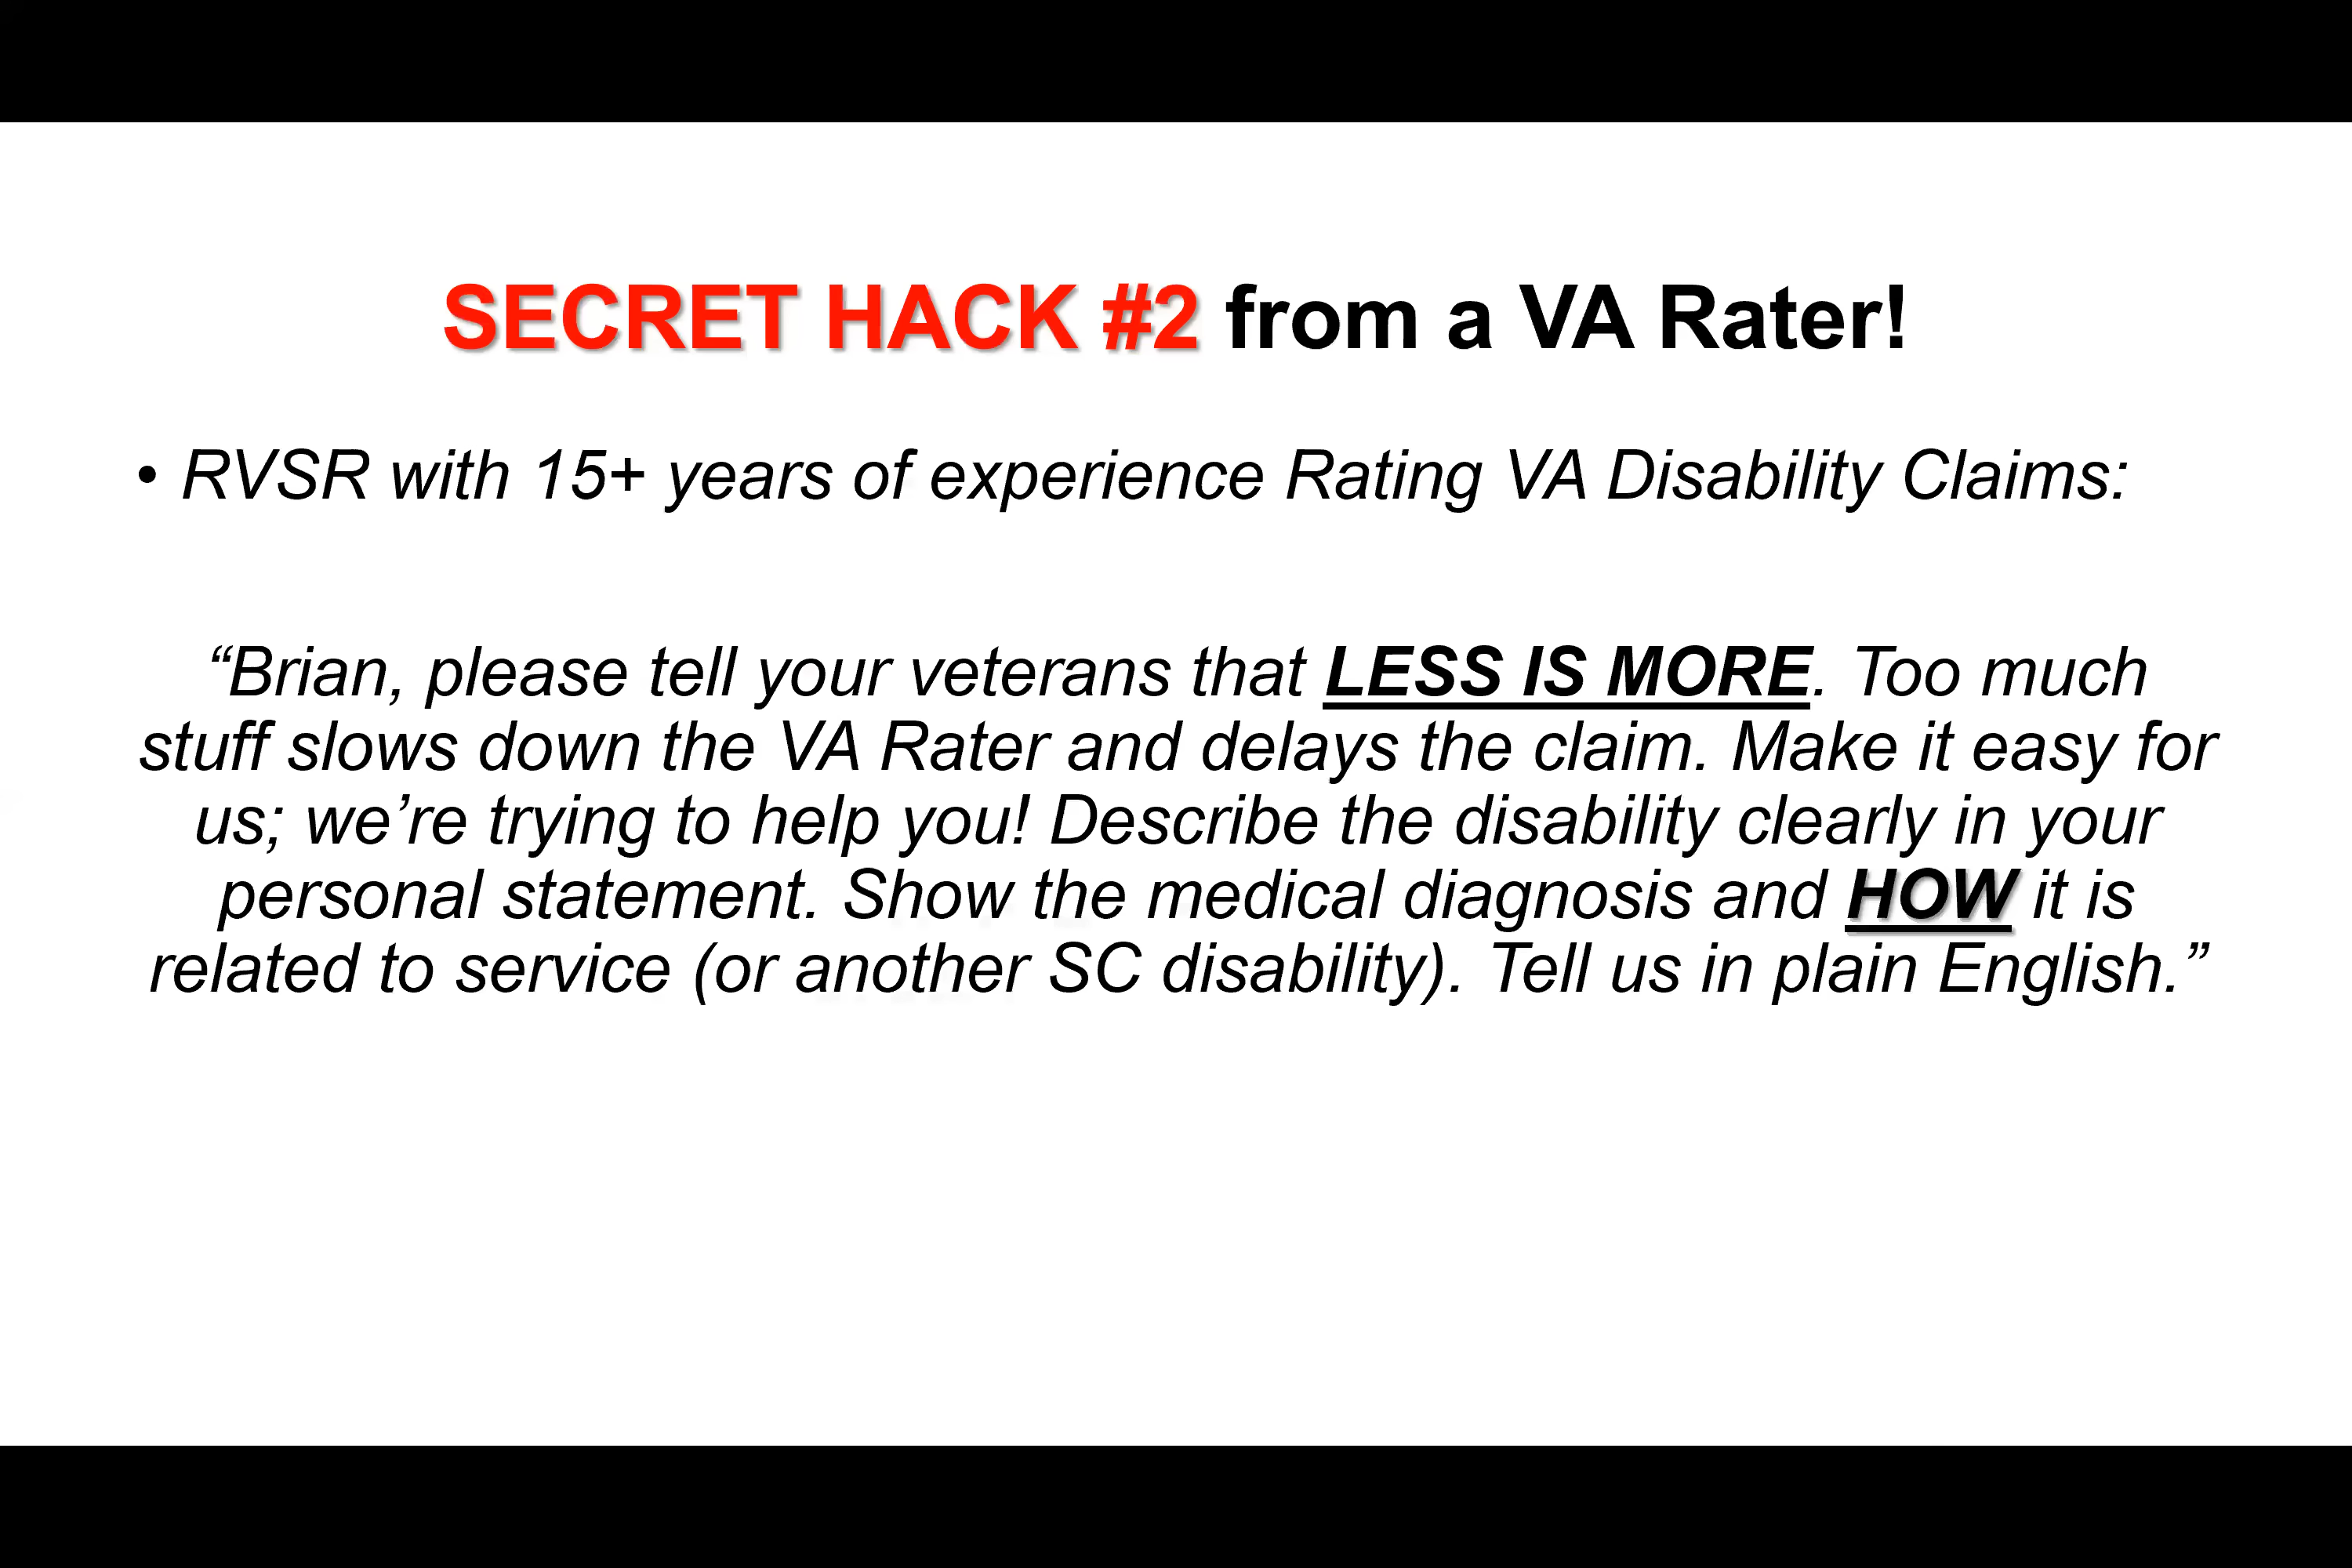 SECRET HACK #2 from a VA Rater!
• RVSR with 15+ years of experience Rating VA Disability Claims:
“Brian, please tell your veterans that LESS IS MORE. Too much
stuff slows down the VA Rater and delays the claim. Make it easy for
us; we’re trying to help you! Describe the disability clearly in your
personal statement. Show the medical diagnosis and HOW it is
related to service (or another SC disability). Tell us in plain English.”